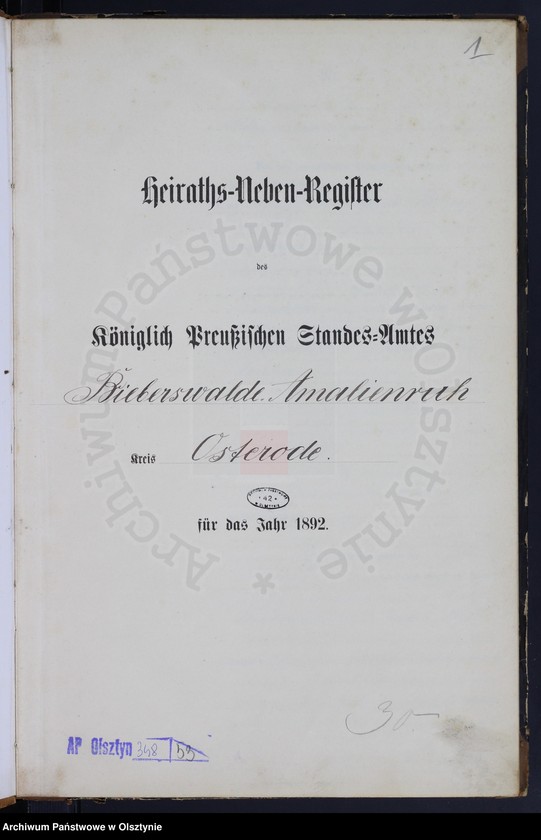 1
Heiraths-Neben-Register
des
Königlich Preußischen Standes-Amtes
Bieberswalde. Amalienruh
Kreis Osterode.
42
für das Jahr 1892.
30
AP Olsztyn 348 | 53
Archiwum Państwowe w Olsztynie *
Archiwum Państwowe w Olsztynie